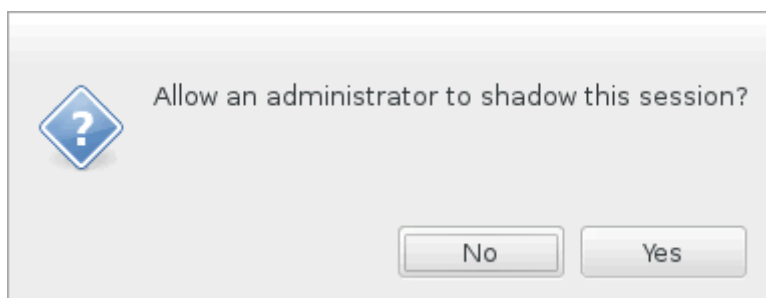 Allow an administrator to shadow this session?
?
No Yes